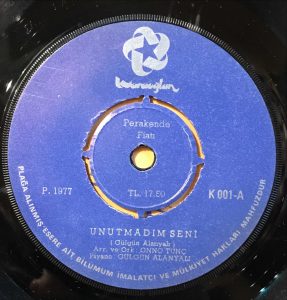 Perakende
Fiatı
P. 1977
TL. 17.50
K 001-A
UNUTMADIM SENİ
( Gülgün Alanyalı )
Arr. ve Ork : ONNO TUNÇ
Piyano : GÜLGÜN ALANYALI
PLAĞA ALINMIŞ ESERE AİT BİLUMUM İMALATÇI VE MÜLKİYET HAKLARI MAHFUZDUR